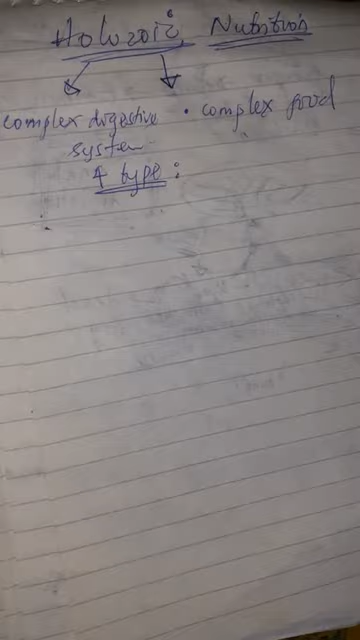 Holozoic Nutrition
complex digestive • complex food
system
4 type :